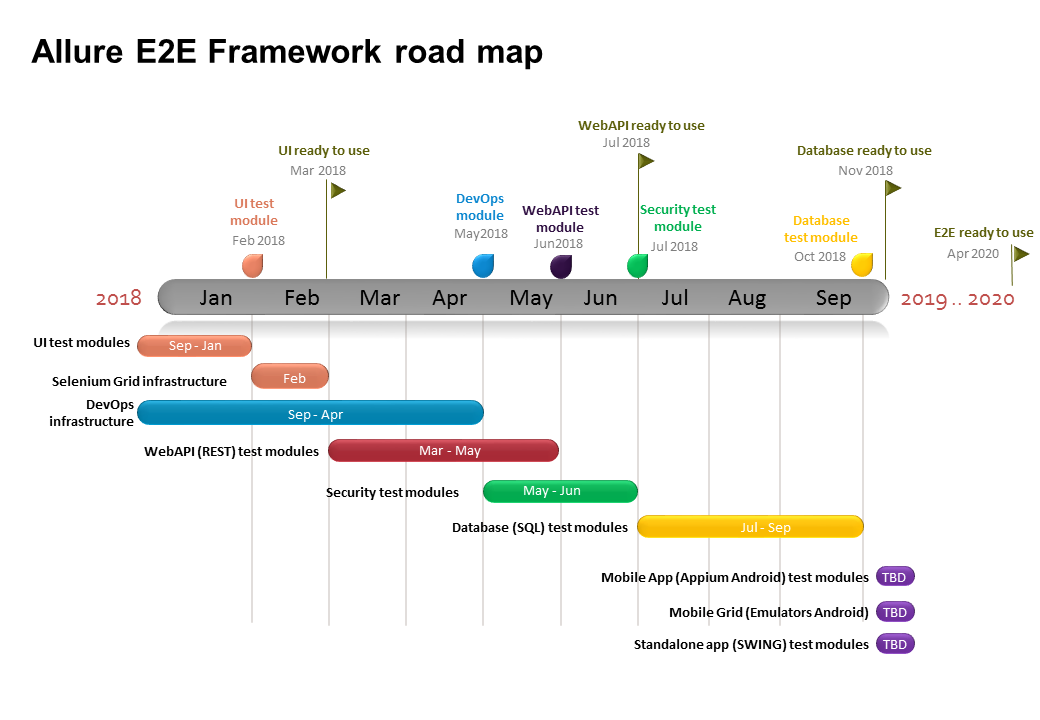 Allure E2E Framework road map
WebAPI ready to use
Jul 2018
UI ready to use
Mar 2018
Database ready to use
Nov 2018
UI test
module
Feb 2018
DevOps
module
May2018
WebAPI test
module
Jun2018
Security test
module
Jul 2018
Database
test module
Oct 2018
E2E ready to use
Apr 2020
2018 Jan Feb Mar Apr May Jun Jul Aug Sep 2019 .. 2020
UI test modules Sep - Jan
Selenium Grid infrastructure Feb
DevOps
infrastructure
Sep - Apr
WebAPI (REST) test modules Mar - May
Security test modules May - Jun
Database (SQL) test modules Jul - Sep
Mobile App (Appium Android) test modules TBD
Mobile Grid (Emulators Android) TBD
Standalone app (SWING) test modules TBD